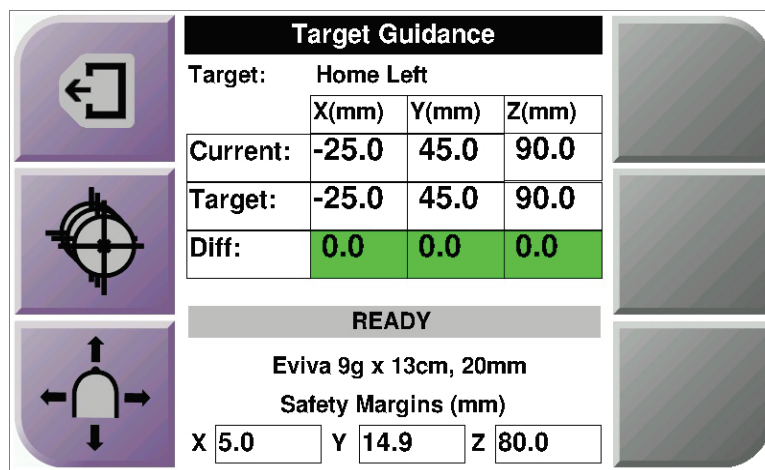 Target Guidance
Target: Home Left
X(mm) Y(mm) Z(mm)
Current: -25.0 45.0 90.0
Target: -25.0 45.0 90.0
Diff: 0.0 0.0 0.0
READY
Eviva 9g x 13cm, 20mm
Safety Margins (mm)
X 5.0 Y 14.9 Z 80.0